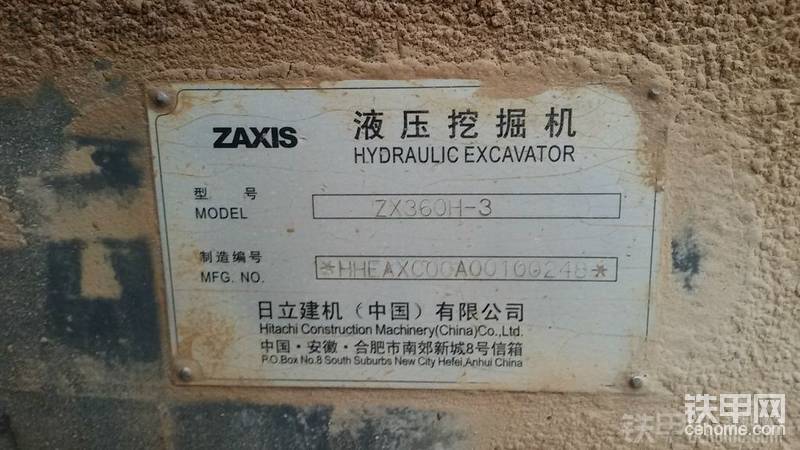 ZAXIS
液压挖掘机
HYDRAULIC EXCAVATOR
型号
MODEL
ZX360H-3
制造编号
MFG. NO.
*HHEAXC00A00100248*
日立建机(中国)有限公司
Hitachi Construction Machinery(China)Co.,Ltd.
中国·安徽·合肥市南郊新城8号信箱
P.O.Box No.8 South Suburbs New City Hefei,Anhui China
铁甲网
cehome.com